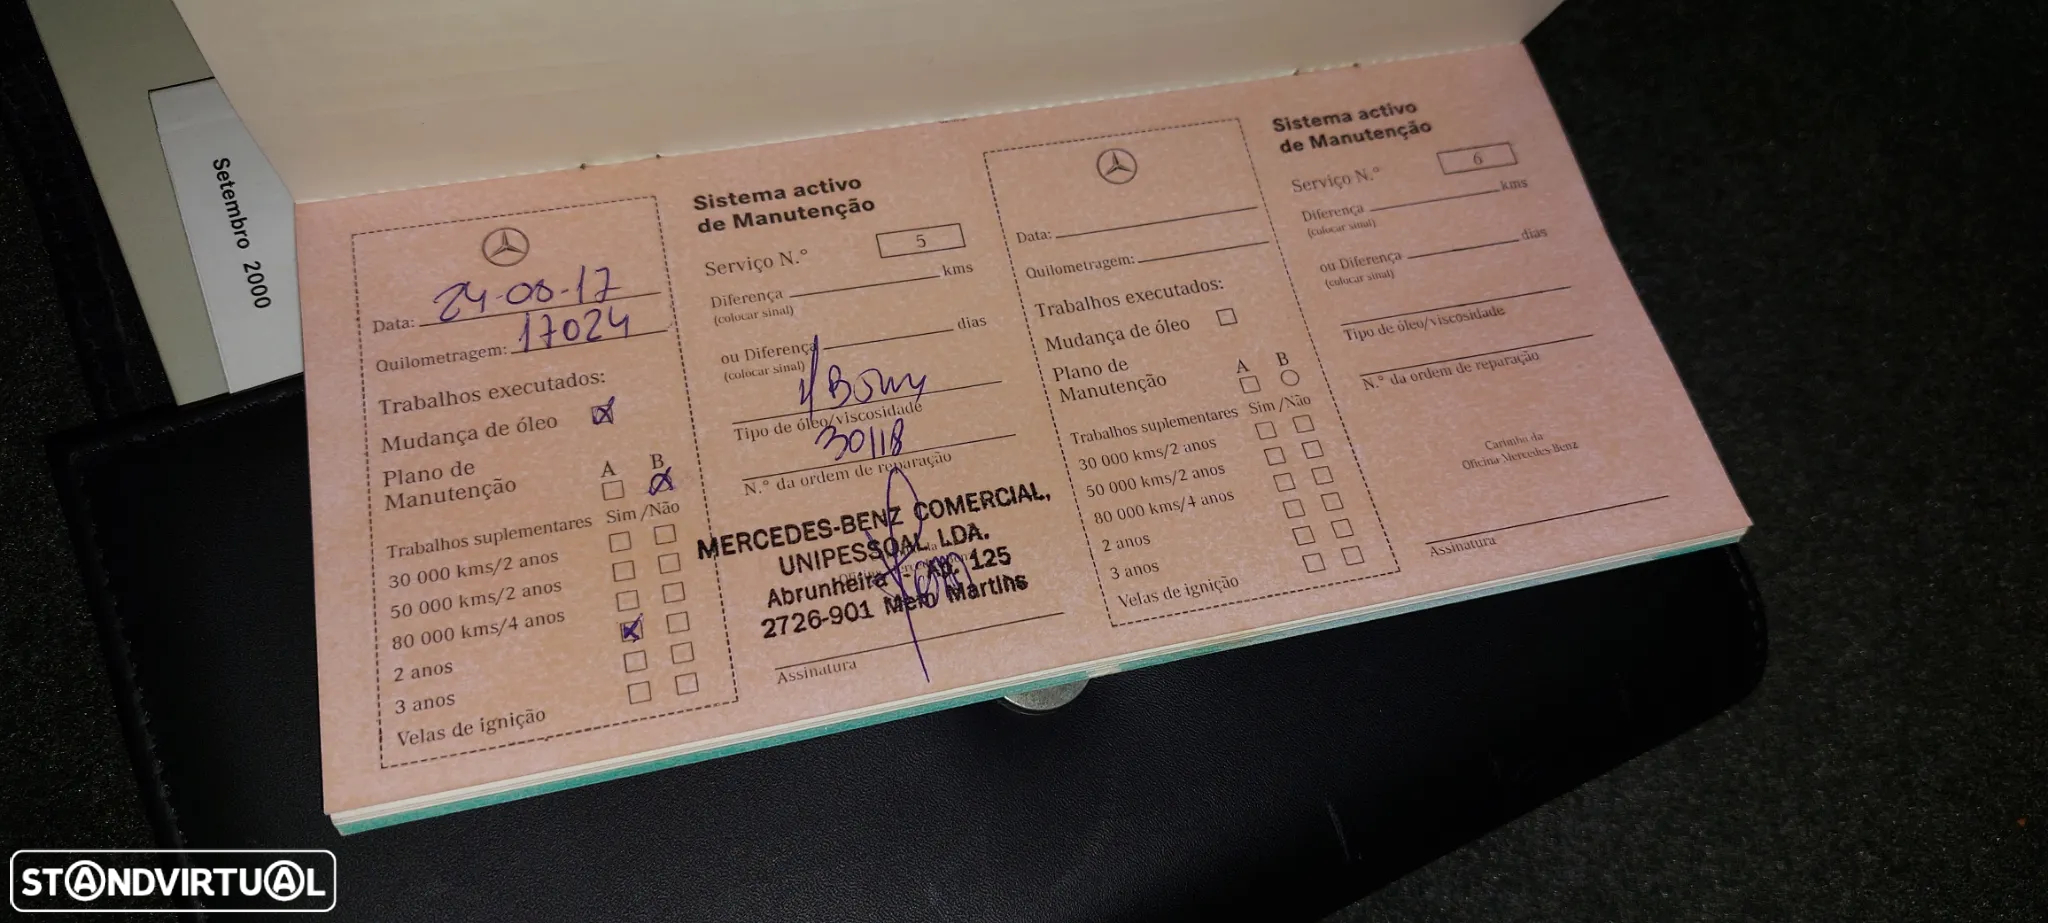 Setembro 2000
Data: 24-08-17
Quilometragem: 17024
Trabalhos executados:
Mudança de óleo
Plano de
Manutenção
A B
Trabalhos suplementares Sim /Não
30 000 kms/2 anos
50 000 kms/2 anos
80 000 kms/4 anos
2 anos
3 anos
Velas de ignição
Sistema activo
de Manutenção
Serviço N.° 5
Diferença kms
(colocar sinal)
ou Diferença dias
(colocar sinal)
Tipo de óleo/viscosidade
30118
N.° da ordem de reparação
MERCEDES-BENZ COMERCIAL,
UNIPESSOAL LDA.
Abrunheira - Ap. 125
2726-901 Mem Martins
Assinatura
Data:
Quilometragem:
Trabalhos executados:
Mudança de óleo
Plano de
Manutenção
A B
Trabalhos suplementares Sim /Não
30 000 kms/2 anos
50 000 kms/2 anos
80 000 kms/4 anos
2 anos
3 anos
Velas de ignição
Sistema activo
de Manutenção
Serviço N.° 6
Diferença kms
(colocar sinal)
ou Diferença dias
(colocar sinal)
Tipo de óleo/viscosidade
N.° da ordem de reparação
Carimbo da
Oficina Mercedes-Benz
Assinatura
STANDVIRTUAL